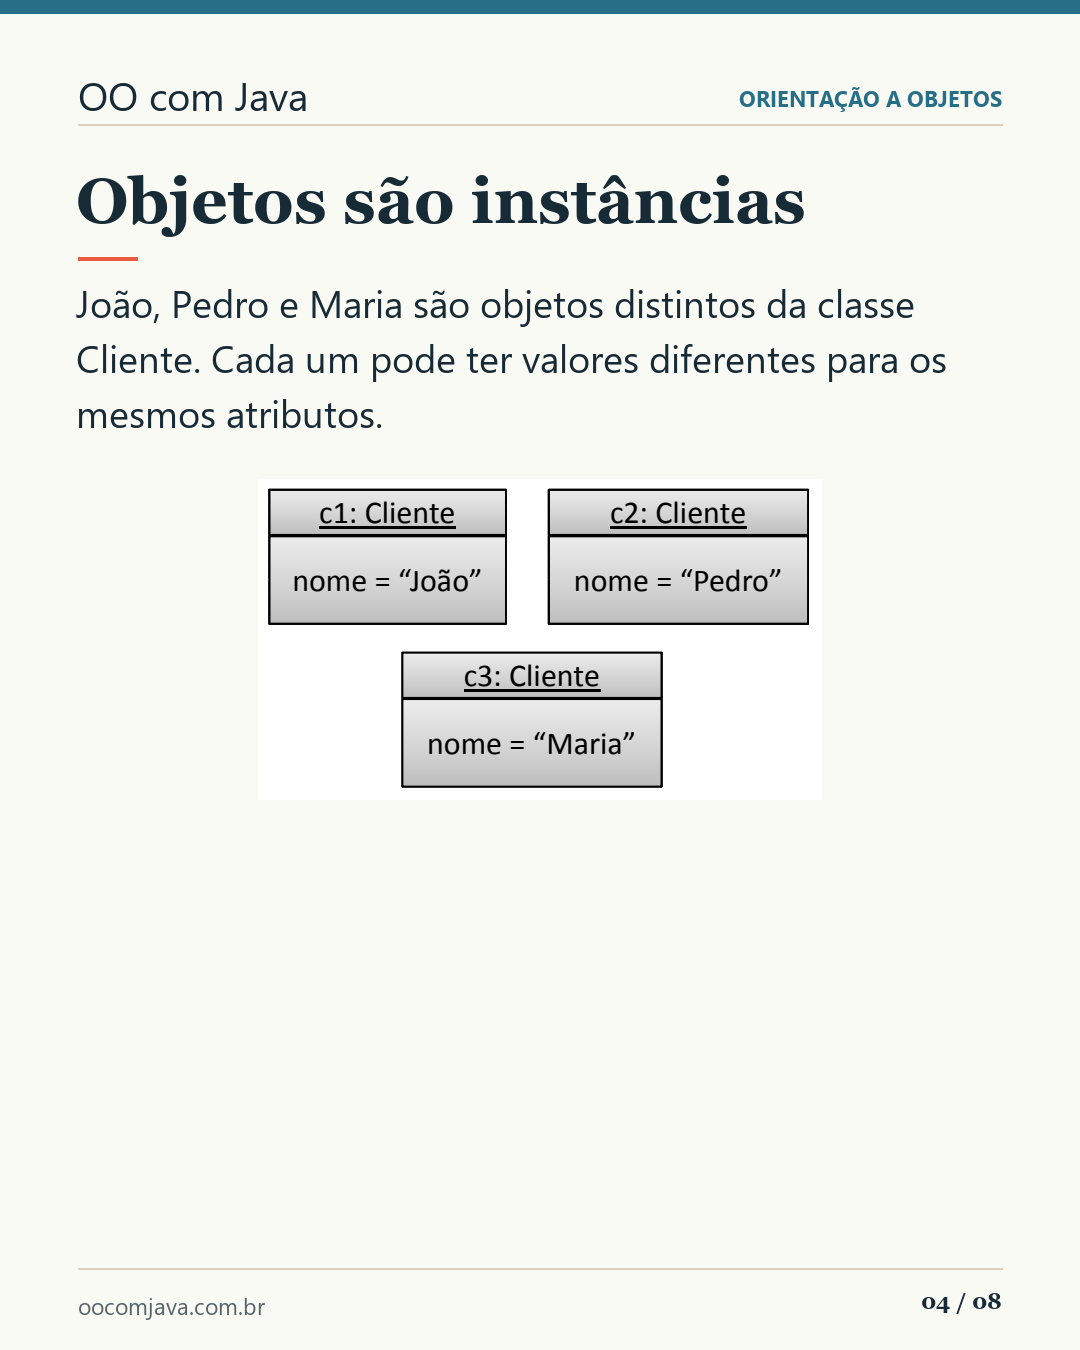 OO com Java
ORIENTAÇÃO A OBJETOS
Objetos são instâncias
João, Pedro e Maria são objetos distintos da classe
Cliente. Cada um pode ter valores diferentes para os
mesmos atributos.
c1: Cliente
nome = “João”
c2: Cliente
nome = “Pedro”
c3: Cliente
nome = “Maria”
oocomjava.com.br
04 / 08